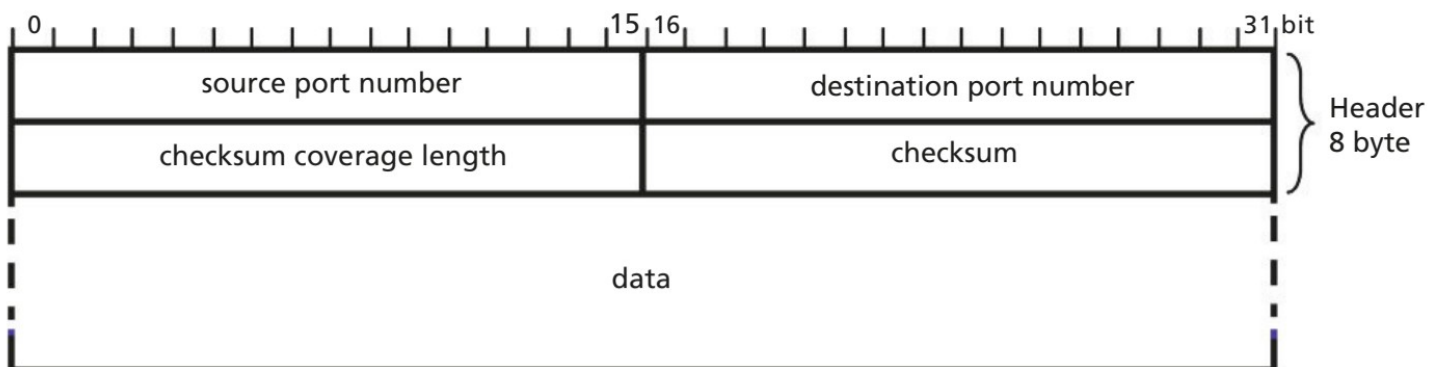 0 15 16 31 bit
source port number destination port number
Header
8 byte
checksum coverage length checksum
data